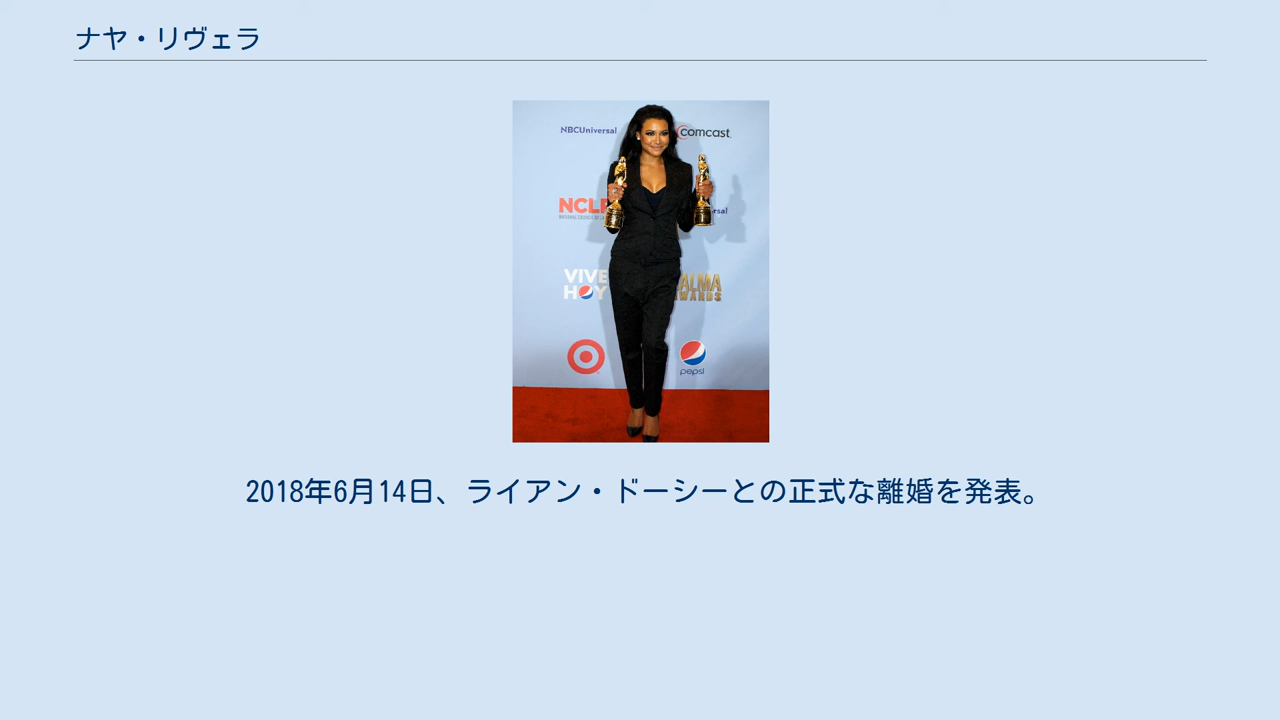 ナヤ・リヴェラ
NBCUniversal
comcast
NCL
VIVE
HOY
ALMA
AWARDS
pepsi
2018年6月14日、ライアン・ドーシーとの正式な離婚を発表。